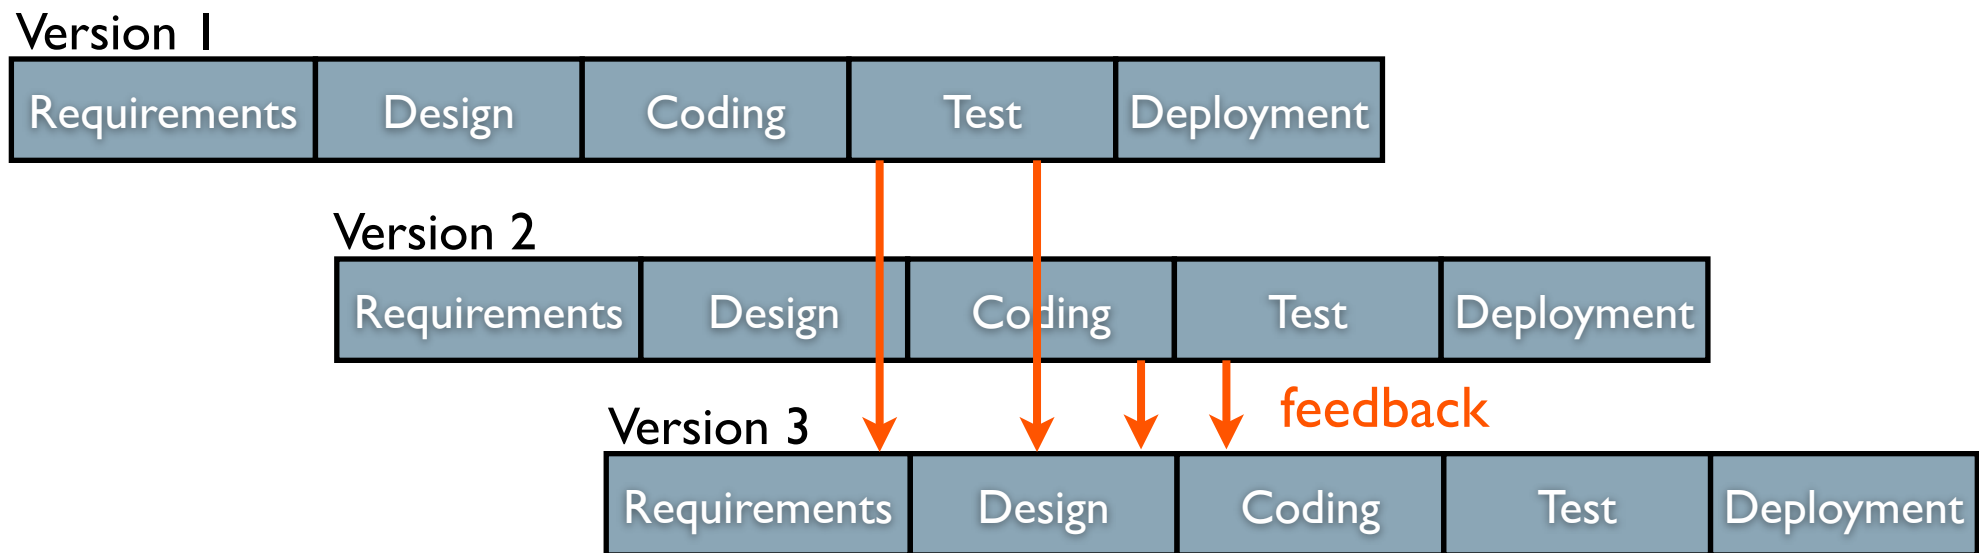 Version 1
Requirements Design Coding Test Deployment
Version 2
Requirements Design Coding Test Deployment
feedback
Version 3
Requirements Design Coding Test Deployment